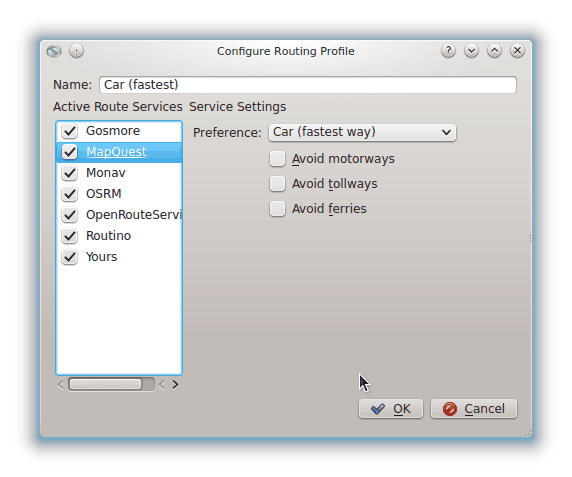 Configure Routing Profile
Name: Car (fastest)
Active Route Services Service Settings
Gosmore
MapQuest
Monav
OSRM
OpenRouteServi
Routino
Yours
Preference: Car (fastest way)
Avoid motorways
Avoid tollways
Avoid ferries
OK Cancel